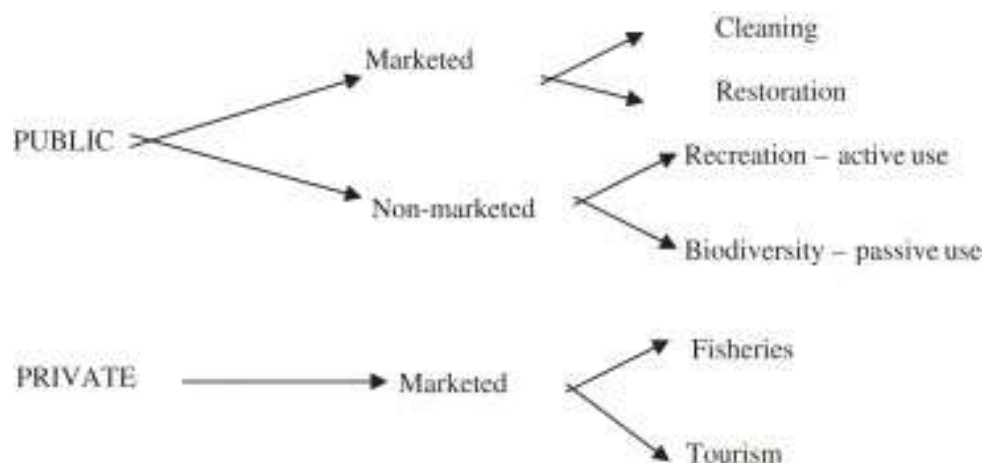 Cleaning
Marketed
Restoration
PUBLIC
Recreation – active use
Non-marketed
Biodiversity – passive use
Fisheries
PRIVATE
Marketed
Tourism